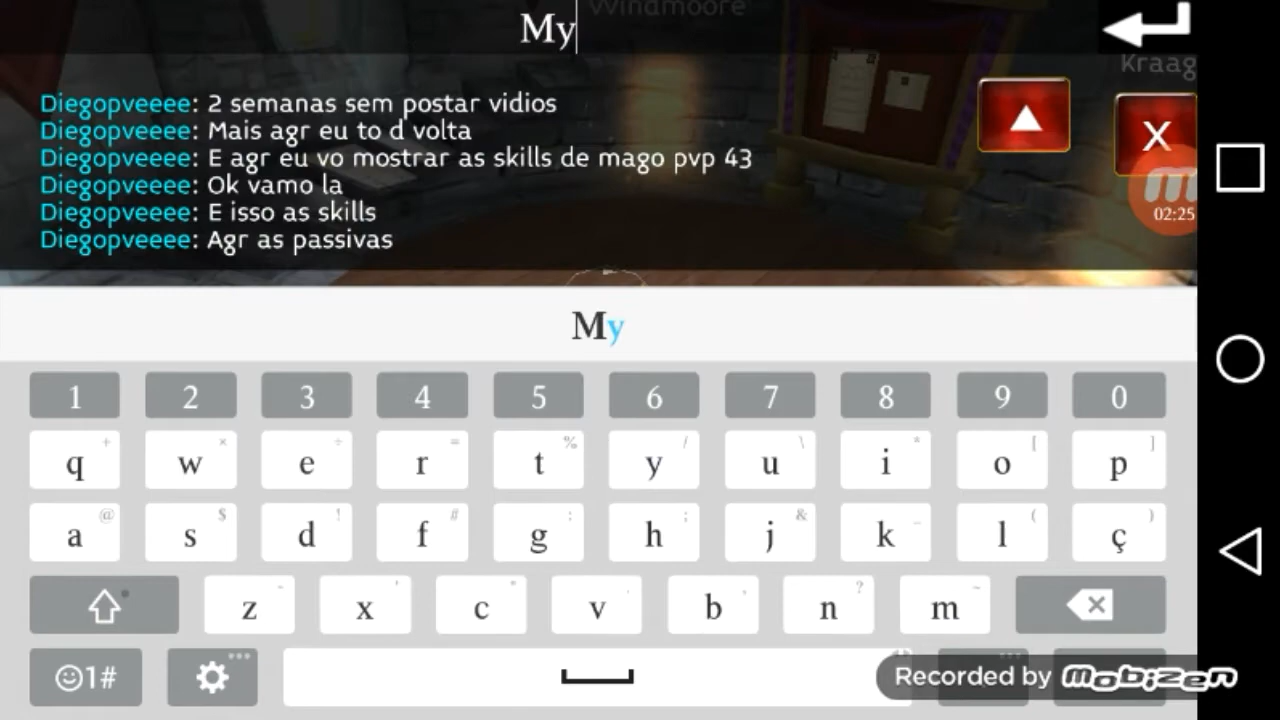 My
Windmoore
Kraag
Diegopveeee: 2 semanas sem postar vidios
Diegopveeee: Mais agr eu to d volta
Diegopveeee: E agr eu vo mostrar as skills de mago pvp 43
Diegopveeee: Ok vamo la
Diegopveeee: E isso as skills
Diegopveeee: Agr as passivas
X
02:25
My
1 2 3 4 5 6 7 8 9 0
q w e r t y u i o p
a s d f g h j k l ç
z x c v b n m
1#
Recorded by mobizen